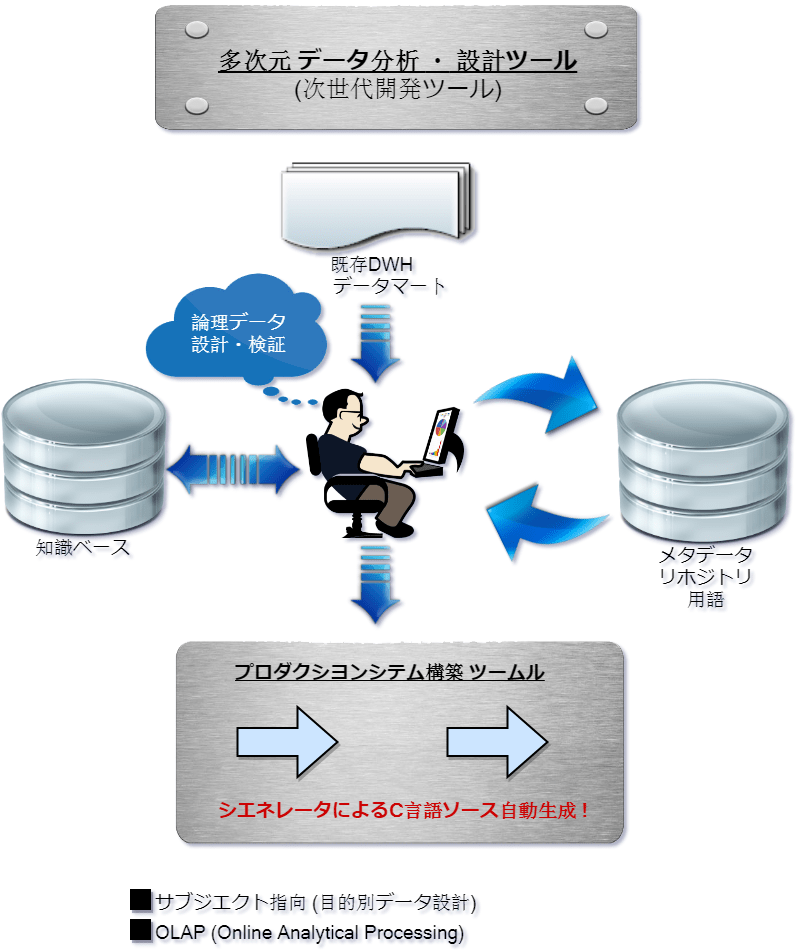 多次元 データ分析 ・ 設計ツール
(次世代開発ツール)
既存DWH
データマート
論理データ
設計・検証
知識ベース
メタデータ
リホジトリ
用語
プロダクシヨンシテム構築 ツームル
シエネレータによるC言語ソース自動生成！
サブジエクト指向 (目的別データ設計)
OLAP (Online Analytical Processing)